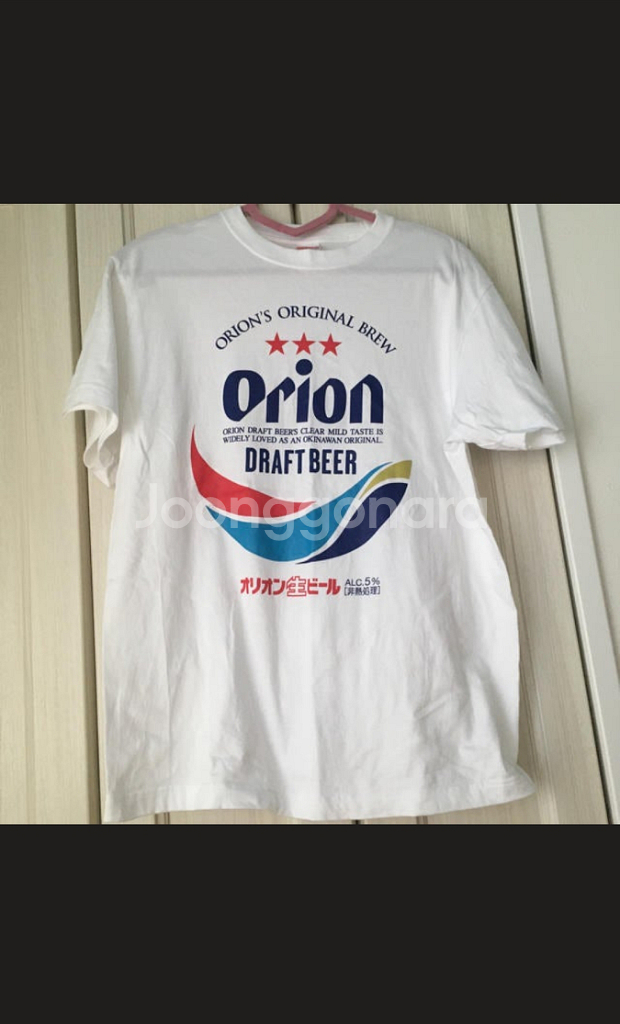 ORION'S ORIGINAL BREW
Orion
ORION DRAFT BEER'S CLEAR MILD TASTE IS
WIDELY LOVED AS AN OKINAWAN ORIGINAL.
DRAFT BEER
Joonggonara
オリオン生ビール ALC.5%
[非熱処理]